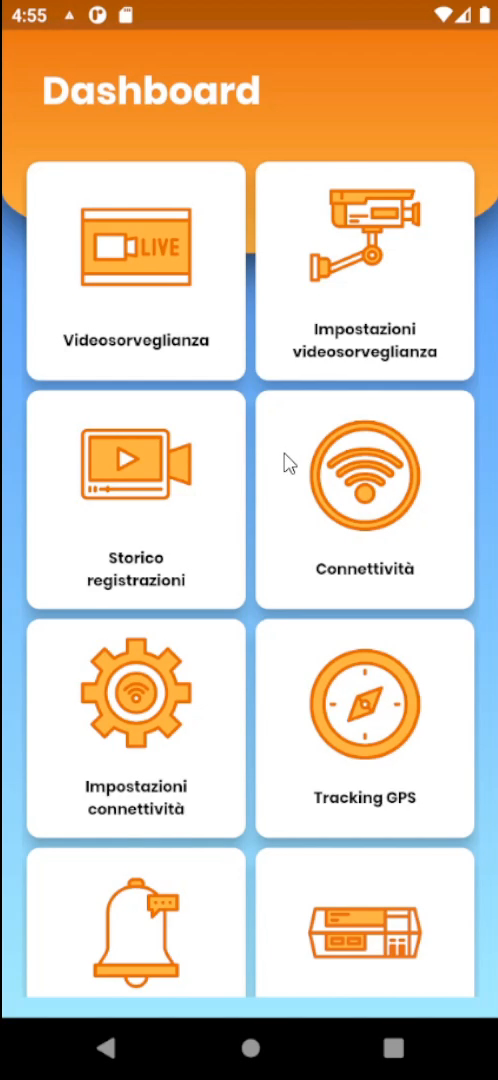 4:55
Dashboard
LIVE
Videosorveglianza
Impostazioni
videosorveglianza
Storico
registrazioni
Connettività
Impostazioni
connettività
Tracking GPS